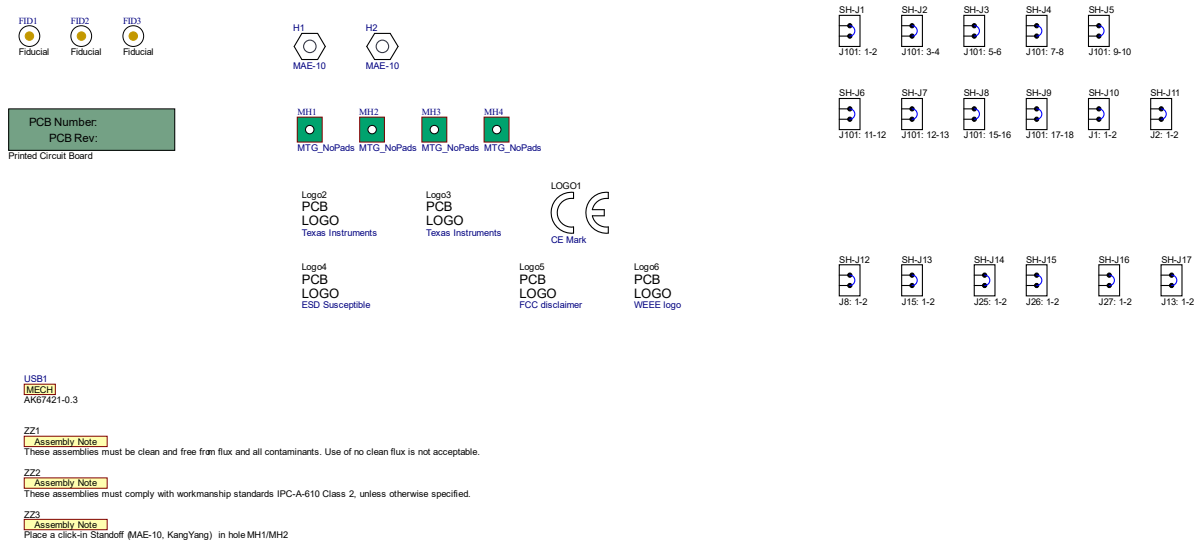 FID1 FID2 FID3
Fiducial Fiducial Fiducial
H1 H2
MAE-10 MAE-10
SH-J1 SH-J2 SH-J3 SH-J4 SH-J5
J101: 1-2 J101: 3-4 J101: 5-6 J101: 7-8 J101: 9-10
SH-J6 SH-J7 SH-J8 SH-J9 SH-J10 SH-J11
J101: 11-12 J101: 12-13 J101: 15-16 J101: 17-18 J1: 1-2 J2: 1-2
PCB Number:
PCB Rev:
Printed Circuit Board
MH1 MH2 MH3 MH4
MTG_NoPads MTG_NoPads MTG_NoPads MTG_NoPads
Logo2
PCB
LOGO
Texas Instruments
Logo3
PCB
LOGO
Texas Instruments
LOGO1
CE
CE Mark
Logo4
PCB
LOGO
ESD Susceptible
Logo5
PCB
LOGO
FCC disclaimer
Logo6
PCB
LOGO
WEEE logo
SH-J12 SH-J13 SH-J14 SH-J15 SH-J16 SH-J17
J8: 1-2 J15: 1-2 J25: 1-2 J26: 1-2 J27: 1-2 J13: 1-2
USB1
MECH
AK67421-0.3
ZZ1
Assembly Note
These assemblies must be clean and free from flux and all contaminants. Use of no clean flux is not acceptable.
ZZ2
Assembly Note
These assemblies must comply with workmanship standards IPC-A-610 Class 2, unless otherwise specified.
ZZ3
Assembly Note
Place a click-in Standoff (MAE-10, KangYang) in hole MH1/MH2